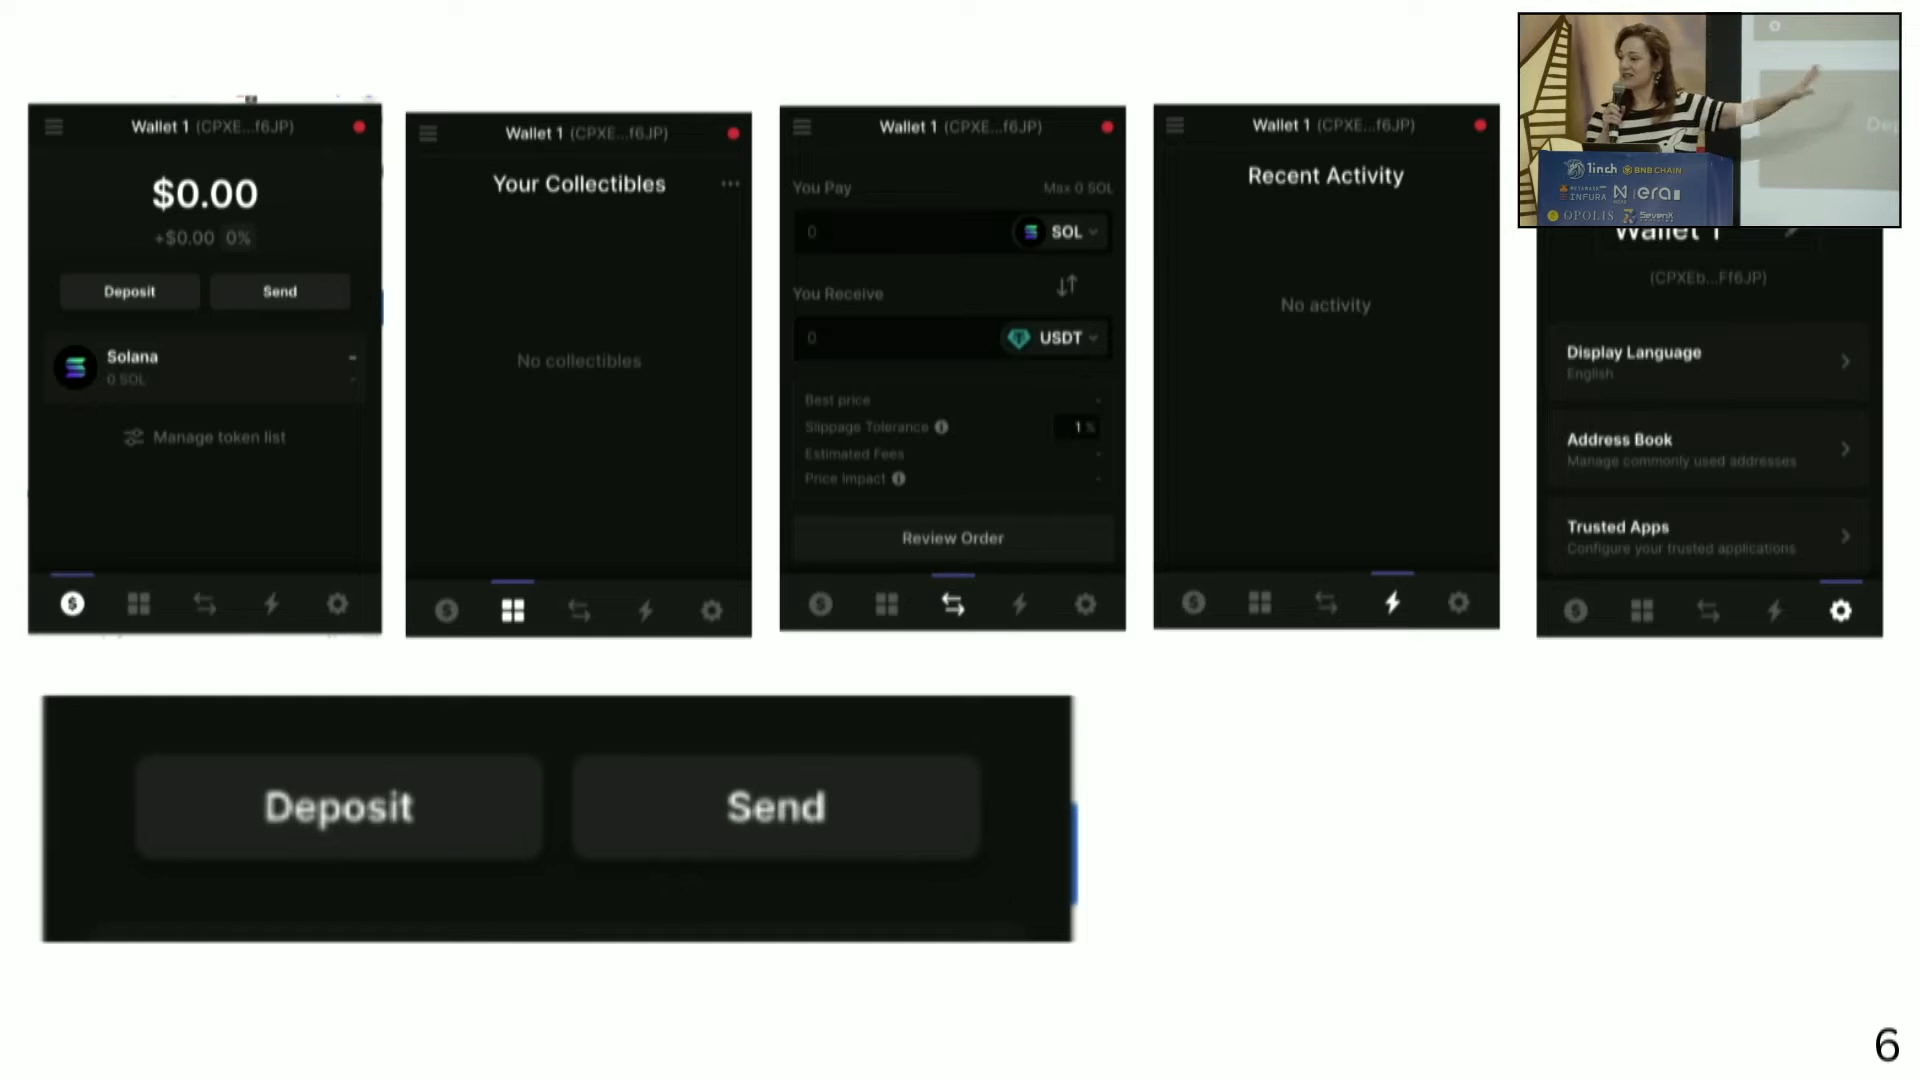 Wallet 1 (CPXE...f6JP)
$0.00
+$0.00 0%
Deposit
Send
Solana
0 SOL
-
Manage token list
Wallet 1 (CPXE...f6JP)
Your Collectibles
...
No collectibles
Wallet 1 (CPXE...f6JP)
You Pay
Max 0 SOL
0
SOL
You Receive
0
USDT
Best price -
Slippage Tolerance
1 %
Estimated Fees -
Price Impact -
Review Order
Wallet 1 (CPXE...f6JP)
Recent Activity
No activity
Wallet 1
(CPXEb...Ff6JP)
Display Language
English
Address Book
Manage commonly used addresses
Trusted Apps
Configure your trusted applications
Deposit
Send
1inch
BNB CHAIN
INFURA
era
OPOLIS
Sevenx
6